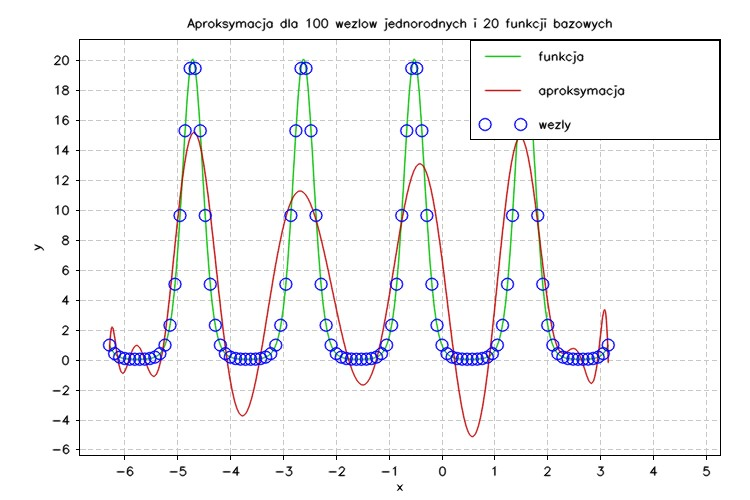 Aproksymacja dla 100 wezlow jednorodnych i 20 funkcji bazowych
funkcja
aproksymacja
wezly
20
18
16
14
12
10
8
6
4
2
0
−2
−4
−6
y
−6 −5 −4 −3 −2 −1 0 1 2 3 4 5
x